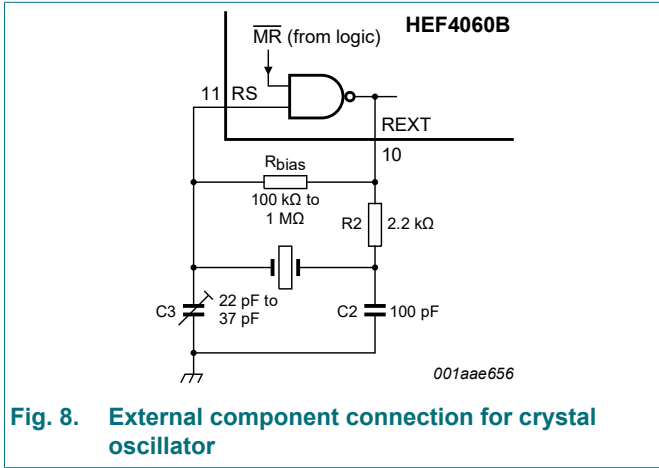 HEF4060B
MR (from logic)
11 RS
REXT
10
Rbias
100 kΩ to
1 MΩ
R2 2.2 kΩ
C3 22 pF to
37 pF
C2 100 pF
001aae656
Fig. 8. External component connection for crystal
oscillator